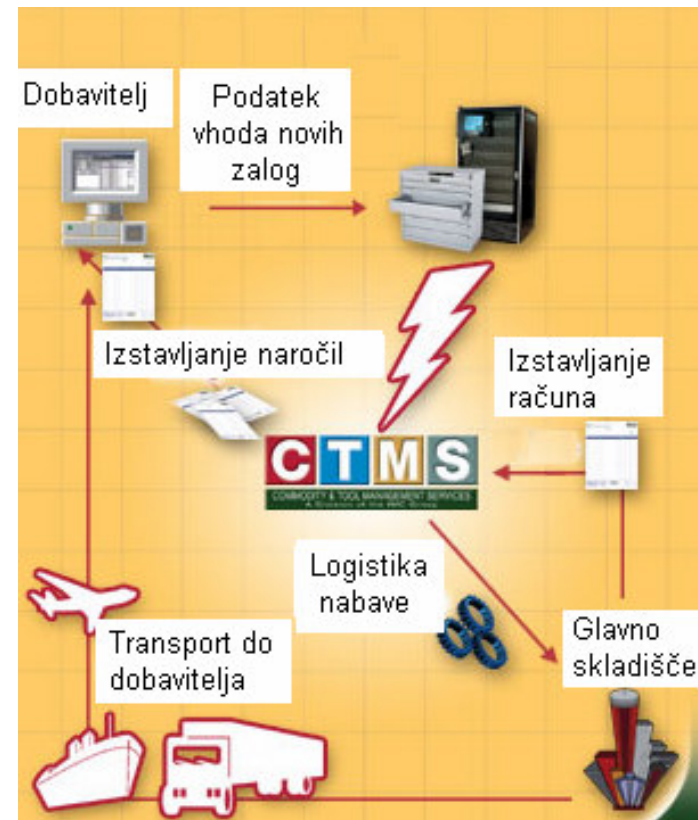 Dobavitelj
Podatek
vhoda novih
zalog
Izstavljanje naročil
Izstavljanje
računa
CTMS
COMMODITY & TOOL MANAGEMENT SERVICES
Logistika
nabave
Glavno
skladišče
Transport do
dobavitelja